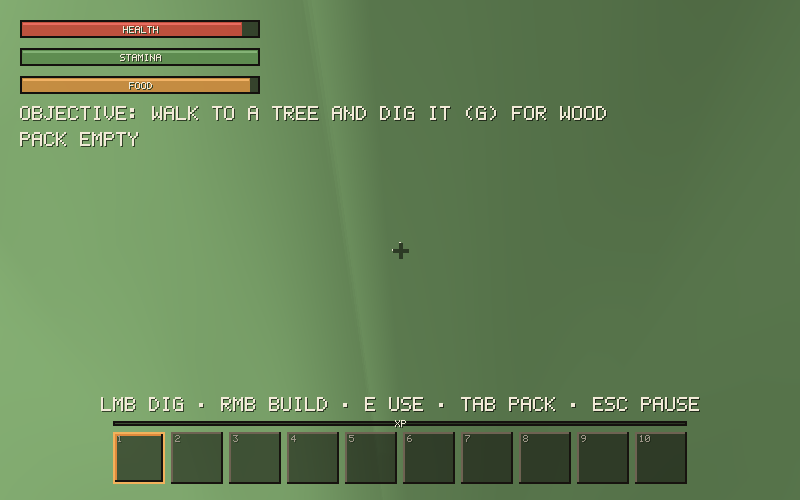 HEALTH
STAMINA
FOOD
OBJECTIVE: WALK TO A TREE AND DIG IT (G) FOR WOOD
PACK EMPTY
LMB DIG · RMB BUILD · E USE · TAB PACK · ESC PAUSE
XP
1 2 3 4 5 6 7 8 9 10